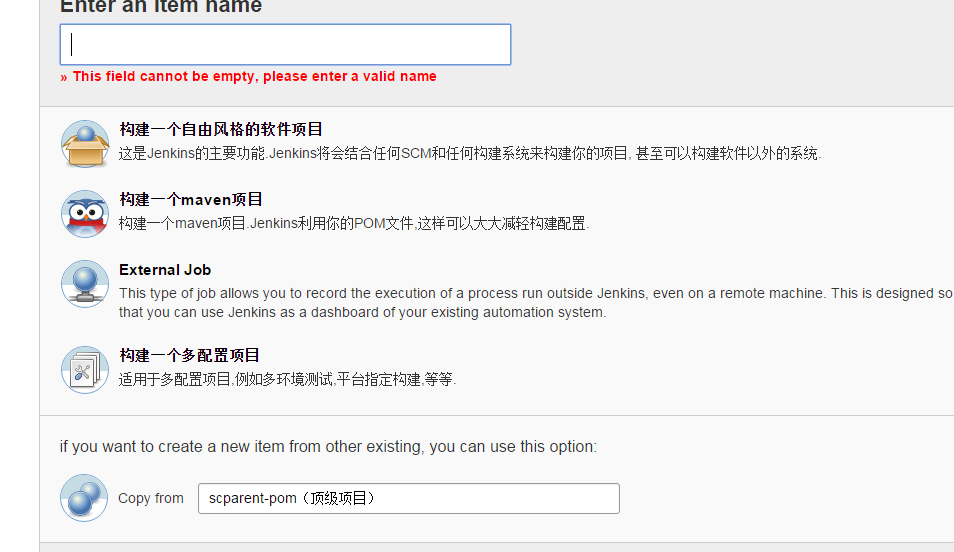 Enter an item name
» This field cannot be empty, please enter a valid name
构建一个自由风格的软件项目
这是Jenkins的主要功能.Jenkins将会结合任何SCM和任何构建系统来构建你的项目, 甚至可以构建软件以外的系统.
构建一个maven项目
构建一个maven项目.Jenkins利用你的POM文件,这样可以大大减轻构建配置.
External Job
This type of job allows you to record the execution of a process run outside Jenkins, even on a remote machine. This is designed so
that you can use Jenkins as a dashboard of your existing automation system.
构建一个多配置项目
适用于多配置项目,例如多环境测试,平台指定构建,等等.
if you want to create a new item from other existing, you can use this option:
Copy from
scparent-pom（顶级项目）